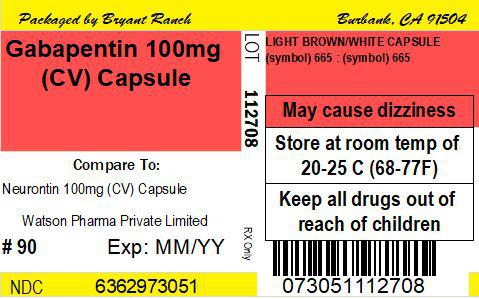 Packaged by Bryant Ranch
Burbank, CA 91504
Gabapentin 100mg
(CV) Capsule
Compare To:
Neurontin 100mg (CV) Capsule
Watson Pharma Private Limited
# 90 Exp: MM/YY
NDC 6362973051
LOT 112708
RX Only
LIGHT BROWN/WHITE CAPSULE
(symbol) 665 : (symbol) 665
May cause dizziness
Store at room temp of
20-25 C (68-77F)
Keep all drugs out of
reach of children
073051112708